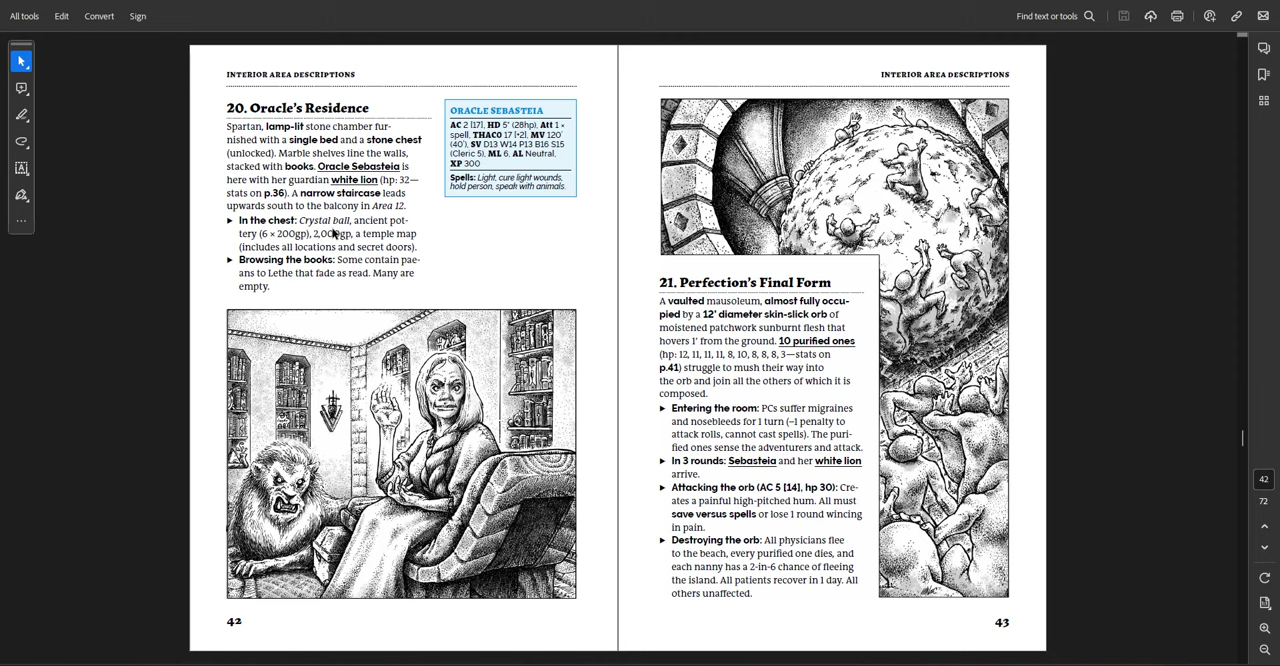 All tools Edit Convert Sign Find text or tools
INTERIOR AREA DESCRIPTIONS
20. Oracle's Residence
Spartan, lamp-lit stone chamber fur-
nished with a single bed and a stone chest
(unlocked). Marble shelves line the walls,
stacked with books. Oracle Sebasteia is
here with her guardian white lion (hp: 32—
stats on p.36). A narrow staircase leads
upwards south to the balcony in Area 12.
► In the chest: Crystal ball, ancient pot-
tery (6 × 200gp), 2,000gp, a temple map
(includes all locations and secret doors).
► Browsing the books: Some contain pae-
ans to Lethe that fade as read. Many are
empty.
ORACLE SEBASTEIA
AC 2 [17], HD 5* (28hp), Att 1 ×
spell, THAC0 17 [+2], MV 120'
(40'), SV D13 W14 P13 B16 S15
(Cleric 5), ML 6, AL Neutral,
XP 300
Spells: Light, cure light wounds,
hold person, speak with animals.
42
INTERIOR AREA DESCRIPTIONS
21. Perfection's Final Form
A vaulted mausoleum, almost fully occu-
pied by a 12' diameter skin-slick orb of
moistened patchwork sunburnt flesh that
hovers 1' from the ground. 10 purified ones
(hp: 12, 11, 11, 11, 8, 10, 8, 8, 8, 3—stats on
p.41) struggle to mush their way into
the orb and join all the others of which it is
composed.
► Entering the room: PCs suffer migraines
and nosebleeds for 1 turn (–1 penalty to
attack rolls, cannot cast spells). The puri-
fied ones sense the adventurers and attack.
► In 3 rounds: Sebasteia and her white lion
arrive.
► Attacking the orb (AC 5 [14], hp 30): Cre-
ates a painful high-pitched hum. All must
save versus spells or lose 1 round wincing
in pain.
► Destroying the orb: All physicians flee
to the beach, every purified one dies, and
each nanny has a 2-in-6 chance of fleeing
the island. All patients recover in 1 day. All
others unaffected.
43
42
72